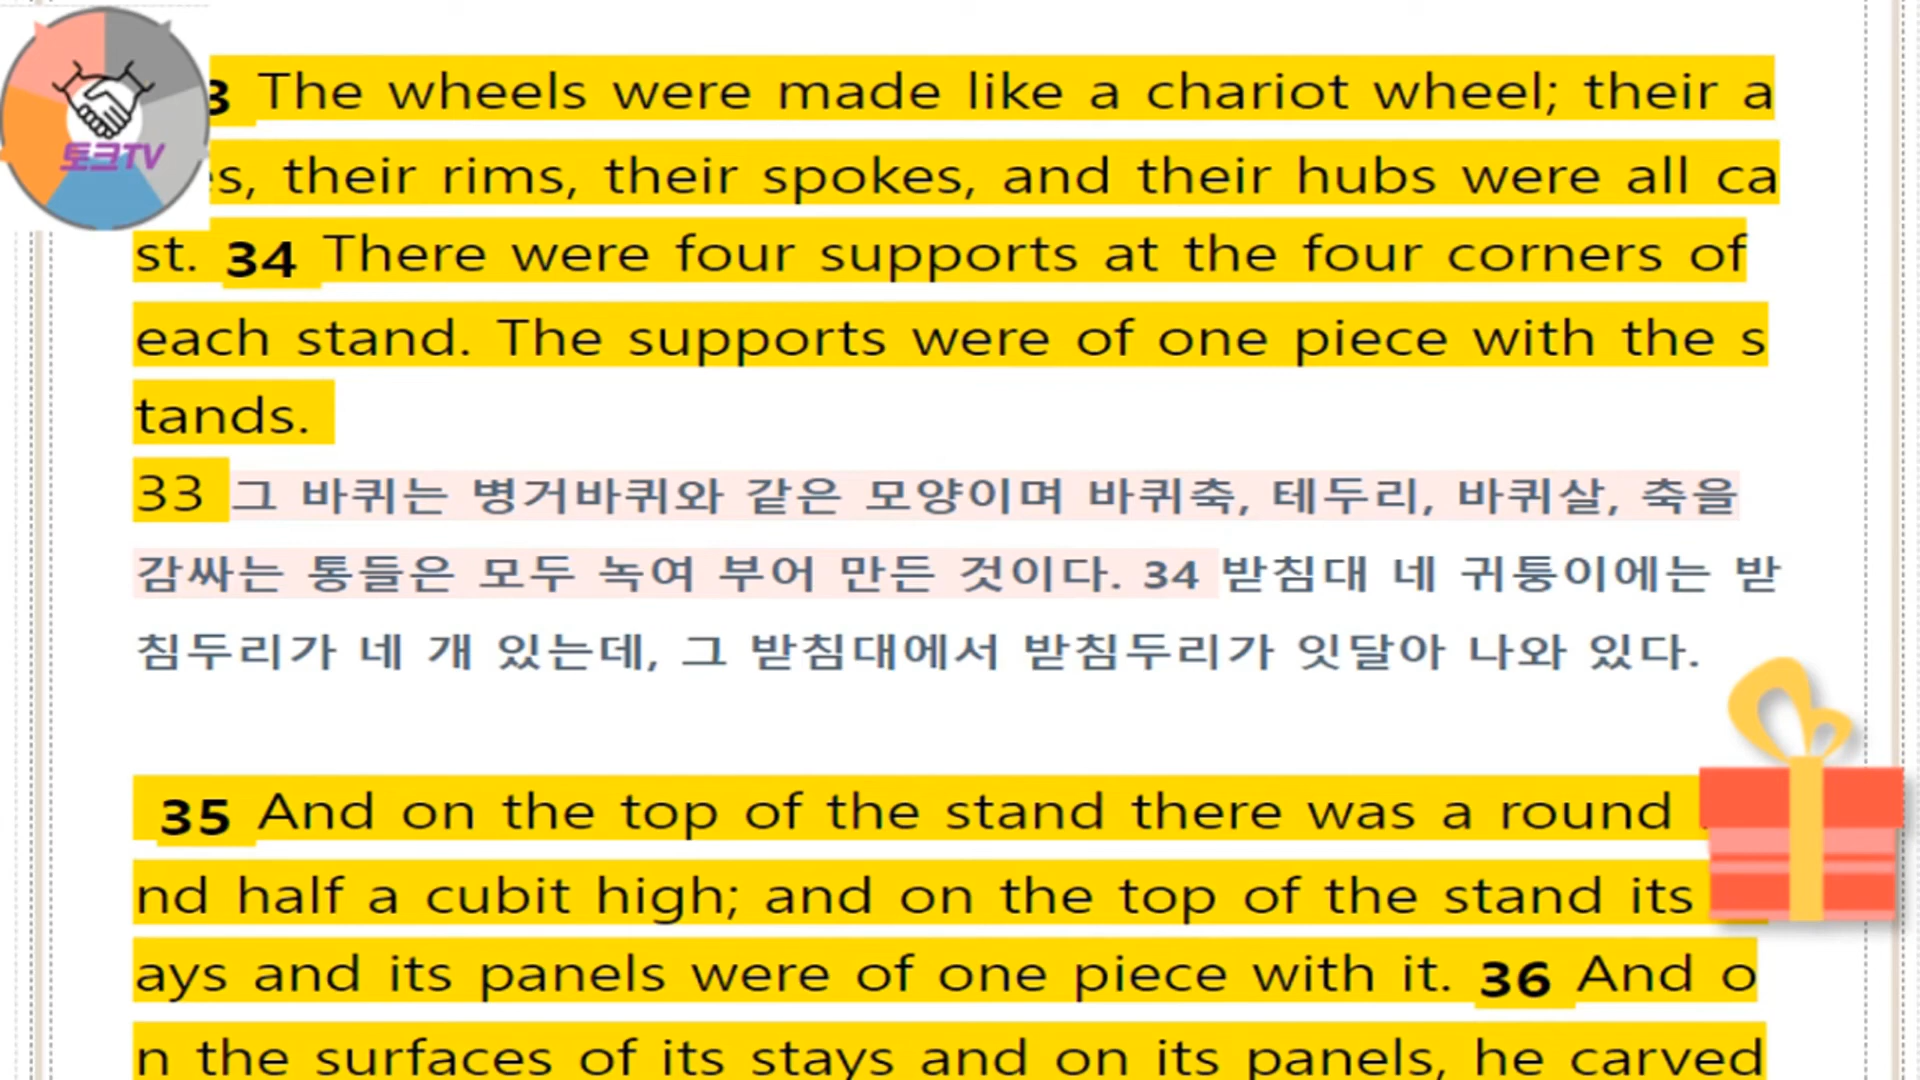 토크TV
3 The wheels were made like a chariot wheel; their a
s, their rims, their spokes, and their hubs were all ca
st. 34 There were four supports at the four corners of
each stand. The supports were of one piece with the s
tands.
33 그 바퀴는 병거바퀴와 같은 모양이며 바퀴축, 테두리, 바퀴살, 축을
감싸는 통들은 모두 녹여 부어 만든 것이다. 34 받침대 네 귀퉁이에는 받
침두리가 네 개 있는데, 그 받침대에서 받침두리가 잇달아 나와 있다.
35 And on the top of the stand there was a round
nd half a cubit high; and on the top of the stand its
ays and its panels were of one piece with it. 36 And o
n the surfaces of its stays and on its panels, he carved